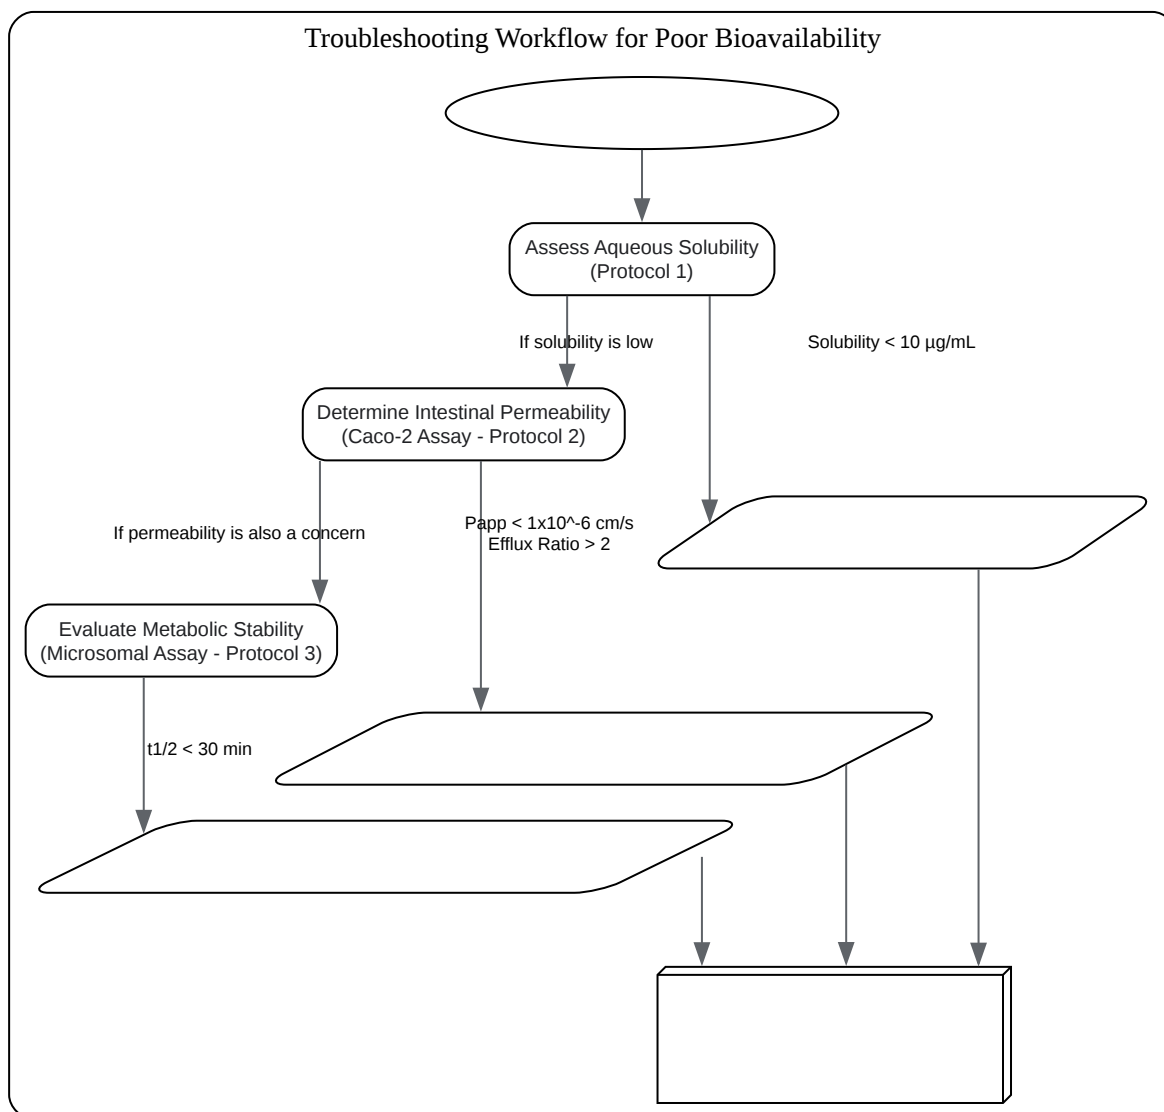 Troubleshooting Workflow for Poor Bioavailability
Assess Aqueous Solubility
(Protocol 1)
If solubility is low
Solubility < 10 µg/mL
Determine Intestinal Permeability
(Caco-2 Assay - Protocol 2)
If permeability is also a concern
Papp < 1x10^-6 cm/s
Efflux Ratio > 2
Evaluate Metabolic Stability
(Microsomal Assay - Protocol 3)
t1/2 < 30 min